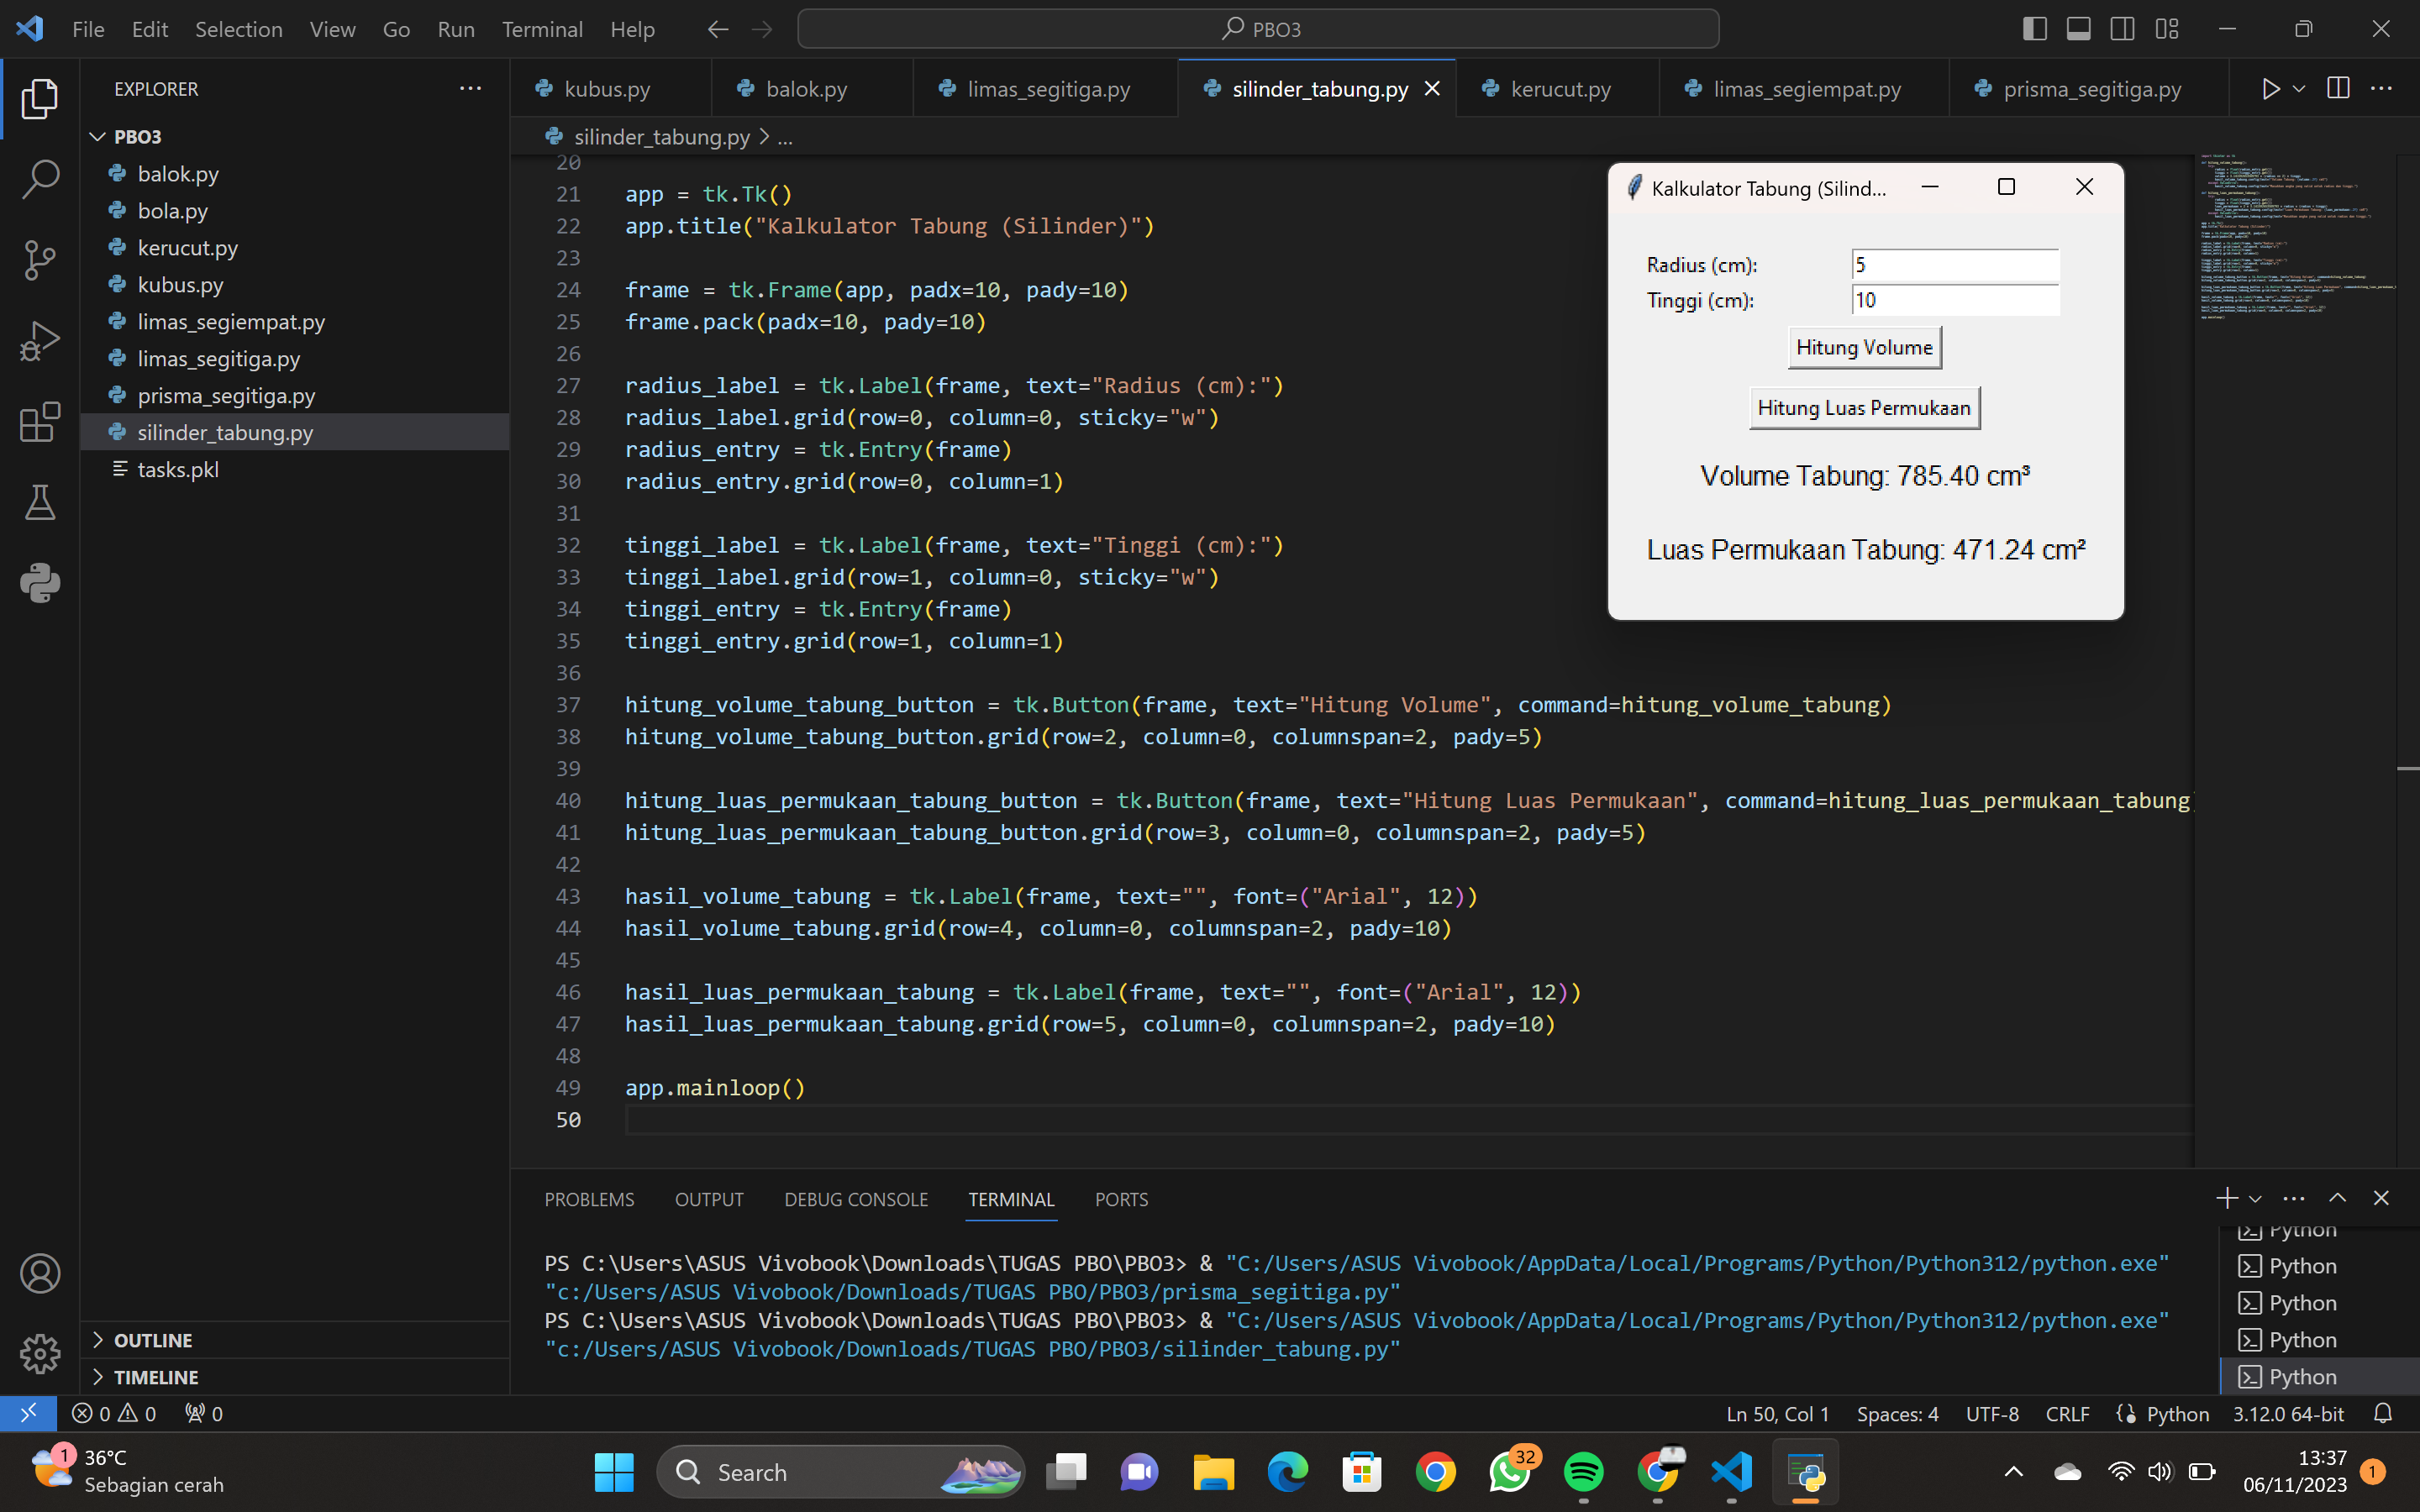 File Edit Selection View Go Run Terminal Help
PBO3
EXPLORER
PBO3
balok.py
bola.py
kerucut.py
kubus.py
limas_segiempat.py
limas_segitiga.py
prisma_segitiga.py
silinder_tabung.py
tasks.pkl
OUTLINE
TIMELINE
kubus.py balok.py limas_segitiga.py silinder_tabung.py kerucut.py limas_segiempat.py prisma_segitiga.py
silinder_tabung.py > ...
20
21 app = tk.Tk()
22 app.title("Kalkulator Tabung (Silinder)")
23
24 frame = tk.Frame(app, padx=10, pady=10)
25 frame.pack(padx=10, pady=10)
26
27 radius_label = tk.Label(frame, text="Radius (cm):")
28 radius_label.grid(row=0, column=0, sticky="w")
29 radius_entry = tk.Entry(frame)
30 radius_entry.grid(row=0, column=1)
31
32 tinggi_label = tk.Label(frame, text="Tinggi (cm):")
33 tinggi_label.grid(row=1, column=0, sticky="w")
34 tinggi_entry = tk.Entry(frame)
35 tinggi_entry.grid(row=1, column=1)
36
37 hitung_volume_tabung_button = tk.Button(frame, text="Hitung Volume", command=hitung_volume_tabung)
38 hitung_volume_tabung_button.grid(row=2, column=0, columnspan=2, pady=5)
39
40 hitung_luas_permukaan_tabung_button = tk.Button(frame, text="Hitung Luas Permukaan", command=hitung_luas_permukaan_tabung)
41 hitung_luas_permukaan_tabung_button.grid(row=3, column=0, columnspan=2, pady=5)
42
43 hasil_volume_tabung = tk.Label(frame, text="", font=("Arial", 12))
44 hasil_volume_tabung.grid(row=4, column=0, columnspan=2, pady=10)
45
46 hasil_luas_permukaan_tabung = tk.Label(frame, text="", font=("Arial", 12))
47 hasil_luas_permukaan_tabung.grid(row=5, column=0, columnspan=2, pady=10)
48
49 app.mainloop()
50
Kalkulator Tabung (Silind...
Radius (cm): 5
Tinggi (cm): 10
Hitung Volume
Hitung Luas Permukaan
Volume Tabung: 785.40 cm³
Luas Permukaan Tabung: 471.24 cm²
PROBLEMS OUTPUT DEBUG CONSOLE TERMINAL PORTS
PS C:\Users\ASUS Vivobook\Downloads\TUGAS PBO\PBO3> & "C:/Users/ASUS Vivobook/AppData/Local/Programs/Python/Python312/python.exe"
"c:/Users/ASUS Vivobook/Downloads/TUGAS PBO/PBO3/prisma_segitiga.py"
PS C:\Users\ASUS Vivobook\Downloads\TUGAS PBO\PBO3> & "C:/Users/ASUS Vivobook/AppData/Local/Programs/Python/Python312/python.exe"
"c:/Users/ASUS Vivobook/Downloads/TUGAS PBO/PBO3/silinder_tabung.py"
Python
Python
Python
Python
Python
0 0 0
Ln 50, Col 1 Spaces: 4 UTF-8 CRLF Python 3.12.0 64-bit
1
36°C
Sebagian cerah
Search
32
13:37
06/11/2023
1